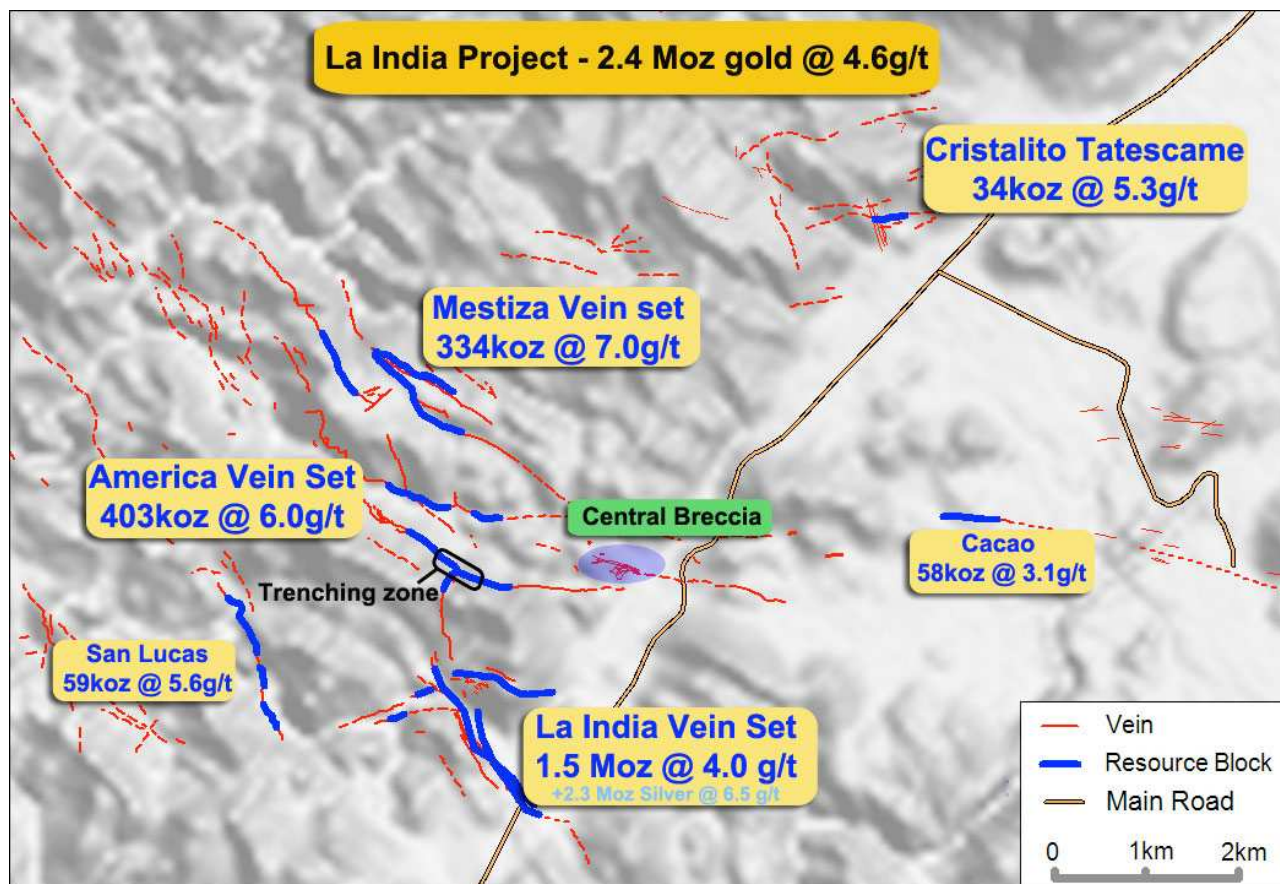 La India Project - 2.4 Moz gold @ 4.6g/t
Cristalito Tatescame
34koz @ 5.3g/t
Mestiza Vein set
334koz @ 7.0g/t
America Vein Set
403koz @ 6.0g/t
Central Breccia
Cacao
58koz @ 3.1g/t
Trenching zone
San Lucas
59koz @ 5.6g/t
La India Vein Set
1.5 Moz @ 4.0 g/t
+2.3 Moz Silver @ 6.5 g/t
Vein
Resource Block
Main Road
0 1km 2km